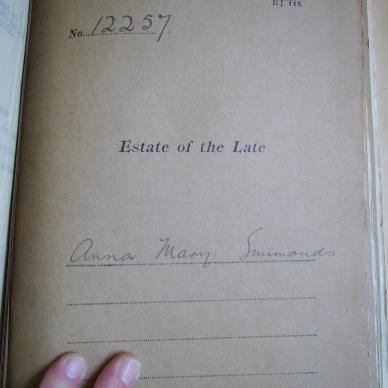 No. 12257.
Estate of the Late
Anna Mary Simmonds